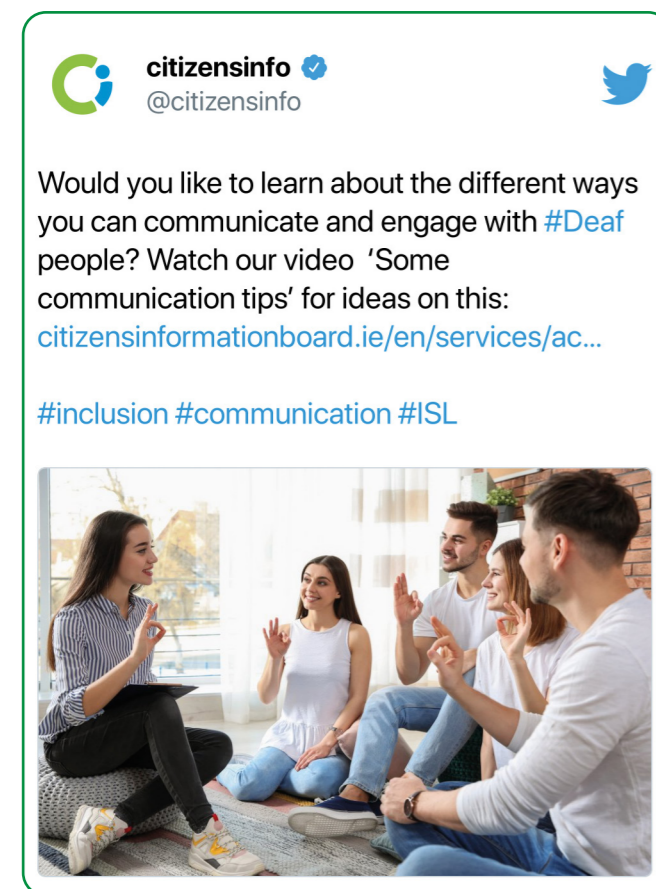 citizensinfo
@citizensinfo
Would you like to learn about the different ways
you can communicate and engage with #Deaf
people? Watch our video  ‘Some
communication tips’ for ideas on this:
citizensinformationboard.ie/en/services/ac...
#inclusion #communication #ISL